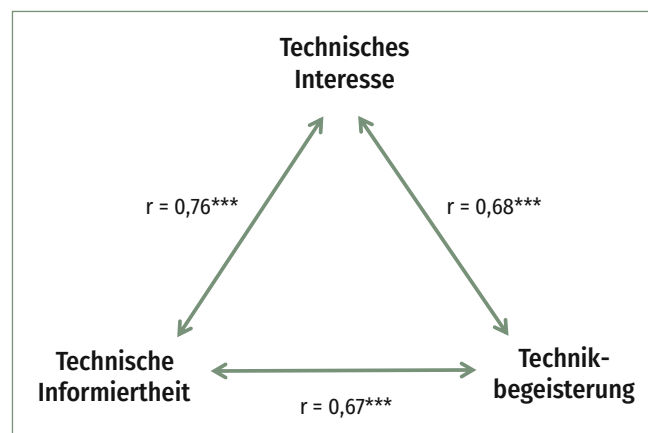 Technisches
Interesse
r = 0,76***
r = 0,68***
Technische
Informiertheit
Technik-
begeisterung
r = 0,67***